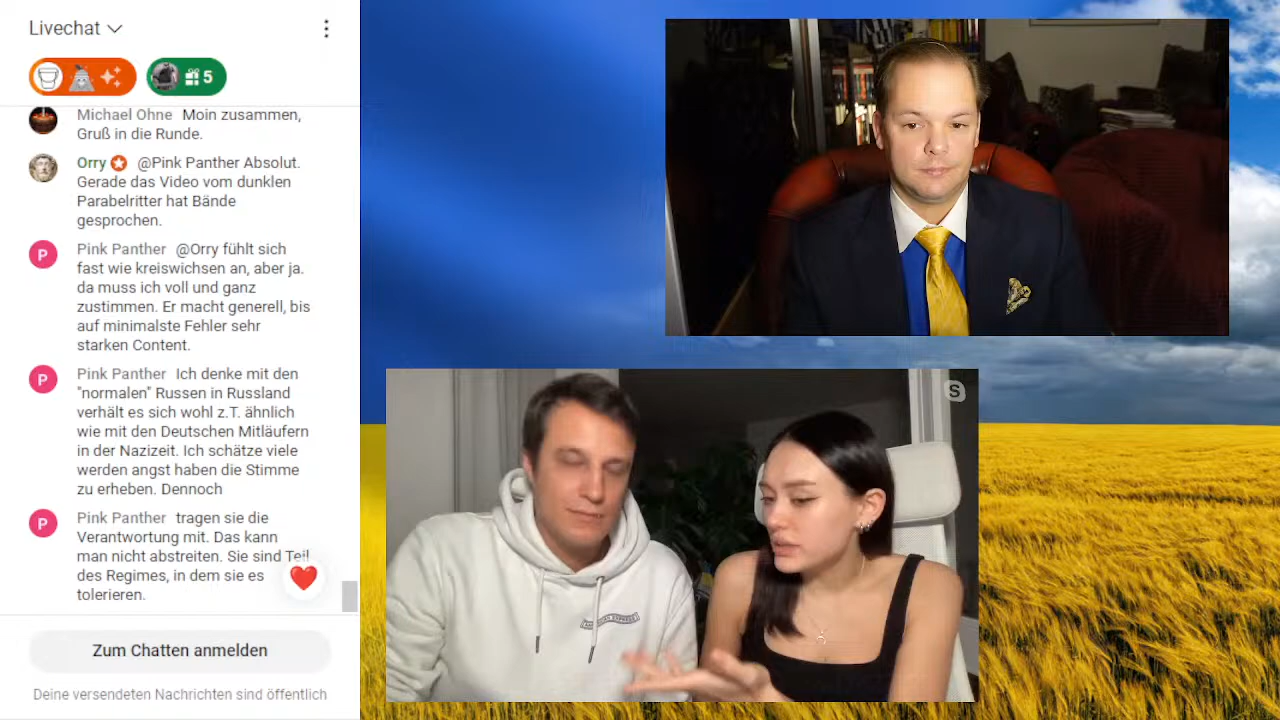 Livechat
5
Michael Ohne Moin zusammen,
Gruß in die Runde.
Orry @Pink Panther Absolut.
Gerade das Video vom dunklen
Parabelritter hat Bände
gesprochen.
P
Pink Panther @Orry fühlt sich
fast wie kreiswichsen an, aber ja.
da muss ich voll und ganz
zustimmen. Er macht generell, bis
auf minimalste Fehler sehr
starken Content.
P
Pink Panther Ich denke mit den
"normalen" Russen in Russland
verhält es sich wohl z.T. ähnlich
wie mit den Deutschen Mitläufern
in der Nazizeit. Ich schätze viele
werden angst haben die Stimme
zu erheben. Dennoch
P
Pink Panther tragen sie die
Verantwortung mit. Das kann
man nicht abstreiten. Sie sind Teil
des Regimes, in dem sie es
tolerieren.
Zum Chatten anmelden
Deine versendeten Nachrichten sind öffentlich
S